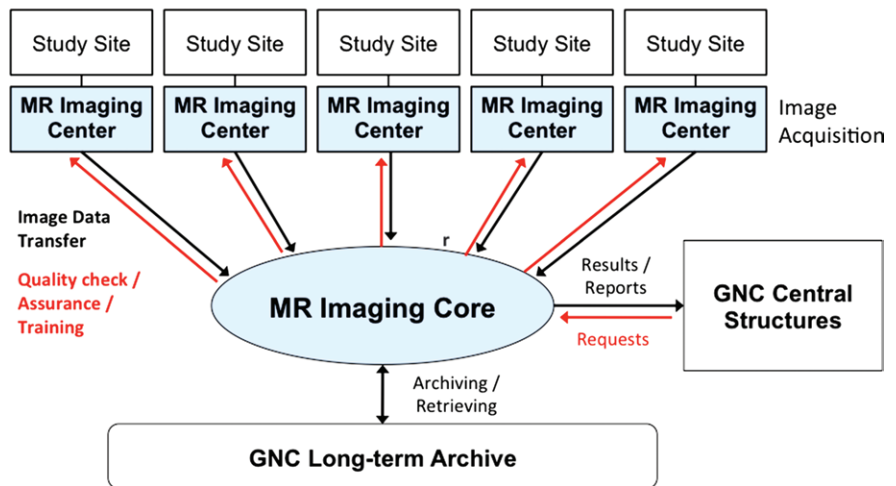 Study Site
Study Site
Study Site
Study Site
Study Site
MR Imaging
Center
MR Imaging
Center
MR Imaging
Center
MR Imaging
Center
MR Imaging
Center
Image
Acquisition
Image Data
Transfer
r
Quality check /
Assurance /
Training
MR Imaging Core
Results /
Reports
Requests
GNC Central
Structures
Archiving /
Retrieving
GNC Long-term Archive